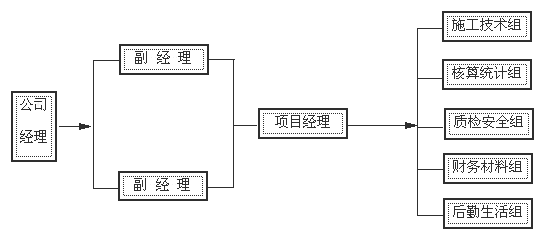 公司
经理
副 经 理
副 经 理
项目经理
施工技术组
核算统计组
质检安全组
财务材料组
后勤生活组